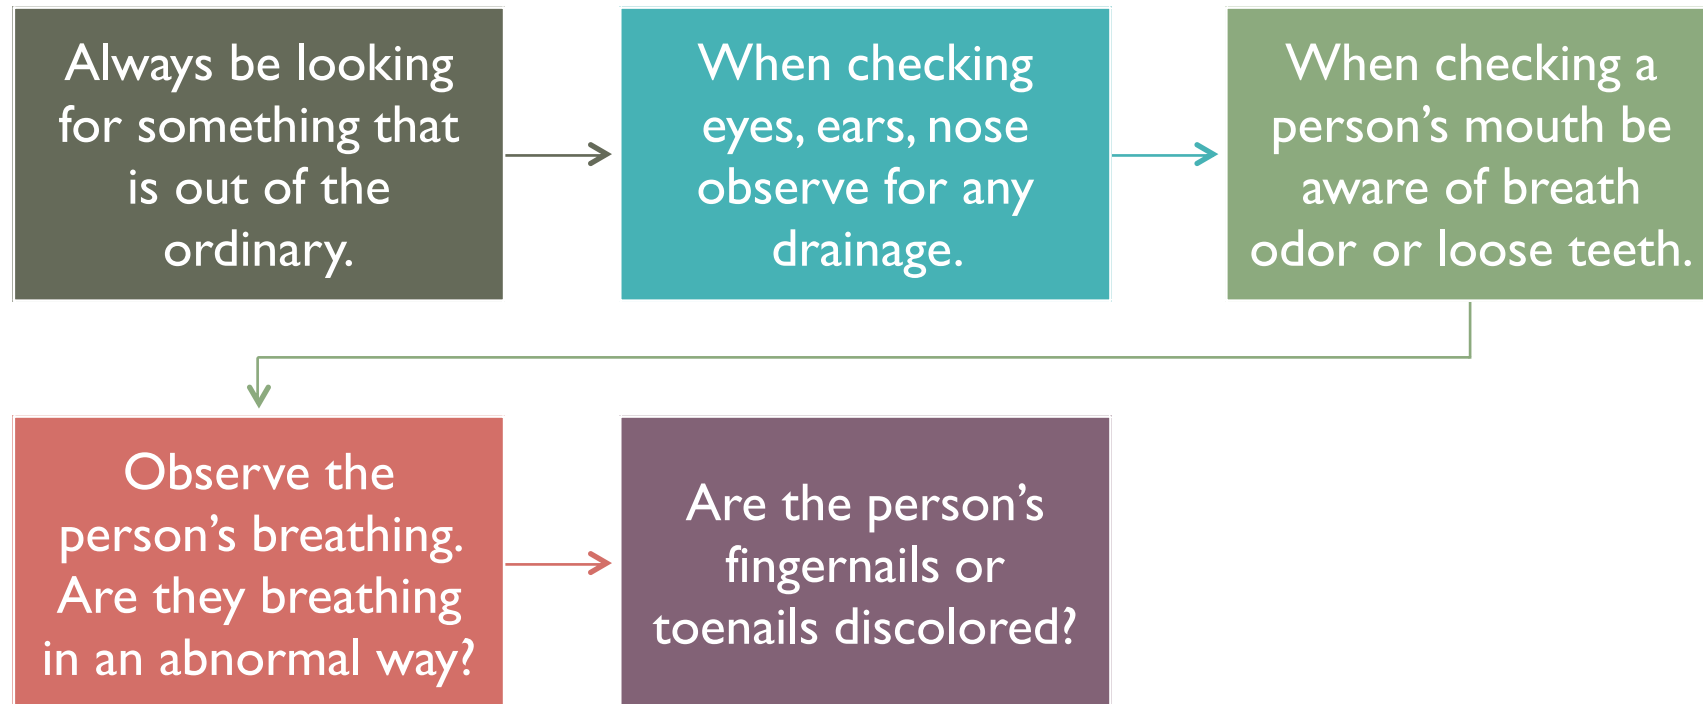 Always be looking
for something that
is out of the
ordinary.
When checking
eyes, ears, nose
observe for any
drainage.
When checking a
person’s mouth be
aware of breath
odor or loose teeth.
Observe the
person’s breathing.
Are they breathing
in an abnormal way?
Are the person’s
fingernails or
toenails discolored?